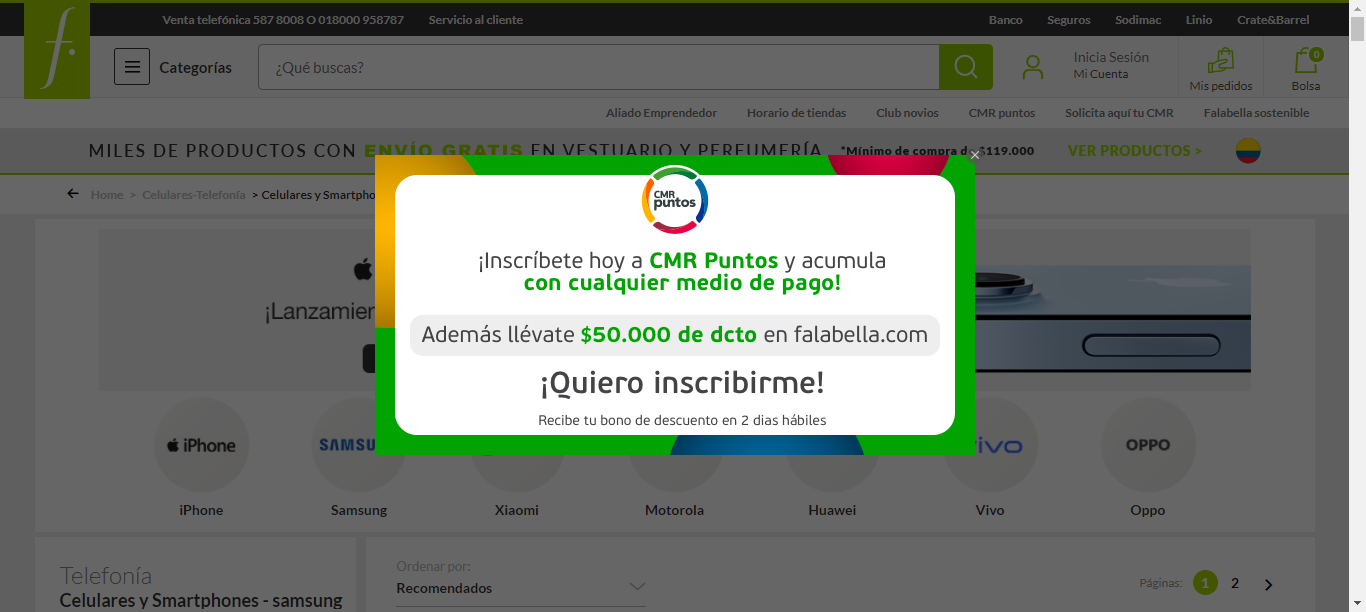 Venta telefónica 587 8008 O 018000 958787 Servicio al cliente Banco Seguros Sodimac Linio Crate&Barrel
f.
Categorías ¿Qué buscas? Inicia Sesión
Mi Cuenta
Mis pedidos
0
Bolsa
Aliado Emprendedor Horario de tiendas Club novios CMR puntos Solicita aquí tu CMR Falabella sostenible
MILES DE PRODUCTOS CON ENVÍO GRATIS EN VESTUARIO Y PERFUMERÍA *Mínimo de compra de $119.000 VER PRODUCTOS >
Home > Celulares-Telefonía > Celulares y Smartpho
CMR
puntos
¡Inscríbete hoy a CMR Puntos y acumula
con cualquier medio de pago!
¡Lanzamien
Además llévate $50.000 de dcto en falabella.com
¡Quiero inscribirme!
Recibe tu bono de descuento en 2 dias hábiles
iPhone SAMSU vivo OPPO
iPhone Samsung Xiaomi Motorola Huawei Vivo Oppo
Telefonía
Celulares y Smartphones - samsung
Ordenar por:
Recomendados
Páginas: 1 2